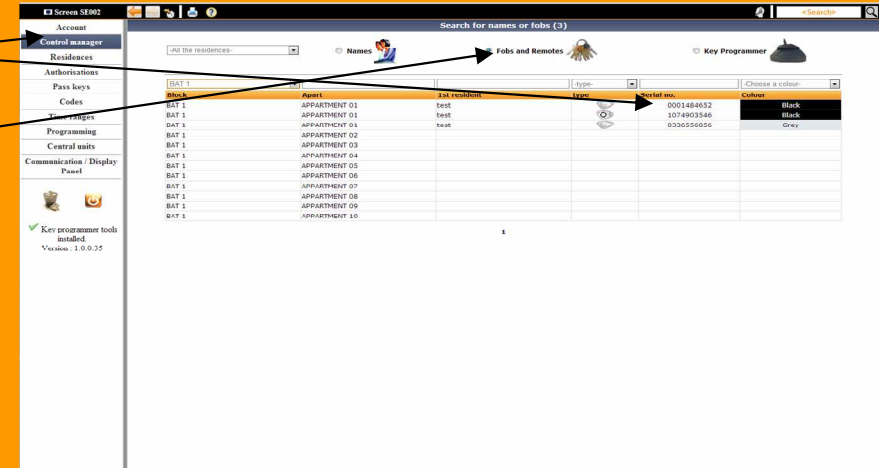 Screen SE002
<Search>
Account
Control manager
Residences
Authorisations
Pass keys
Codes
Time ranges
Programming
Central units
Communication / Display
Panel
Key programmer tools
installed.
Version : 1.0.0.35
Search for names or fobs (3)
-All the residences- Names Fobs and Remotes Key Programmer
BAT 1 -type- -Choose a colour-
Block Apart 1st resident Type Serial no. Colour
BAT 1 APPARTMENT 01 test 0001484652 Black
BAT 1 APPARTMENT 01 test 1074903546 Black
BAT 1 APPARTMENT 01 test 0336556856 Grey
BAT 1 APPARTMENT 02
BAT 1 APPARTMENT 03
BAT 1 APPARTMENT 04
BAT 1 APPARTMENT 05
BAT 1 APPARTMENT 06
BAT 1 APPARTMENT 07
BAT 1 APPARTMENT 08
BAT 1 APPARTMENT 09
BAT 1 APPARTMENT 10
1